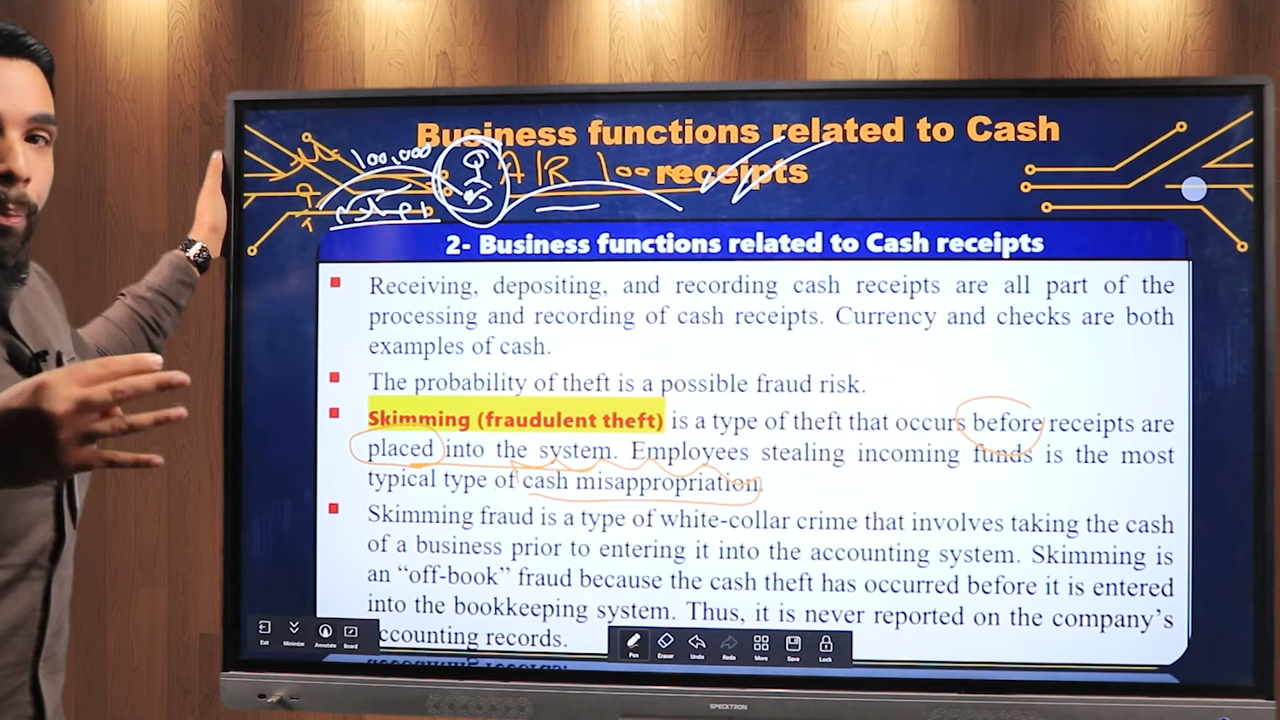 Business functions related to Cash
receipts
100,000
A/R 100
2- Business functions related to Cash receipts
Receiving, depositing, and recording cash receipts are all part of the
processing and recording of cash receipts. Currency and checks are both
examples of cash.
The probability of theft is a possible fraud risk.
Skimming (fraudulent theft) is a type of theft that occurs before receipts are
placed into the system. Employees stealing incoming funds is the most
typical type of cash misappropriation
Skimming fraud is a type of white-collar crime that involves taking the cash
of a business prior to entering it into the accounting system. Skimming is
an “off-book” fraud because the cash theft has occurred before it is entered
into the bookkeeping system. Thus, it is never reported on the company’s
ccounting records.
Exit Minimize Annotate Board
Pen Eraser Undo Redo More Save Lock
SPECKTRON